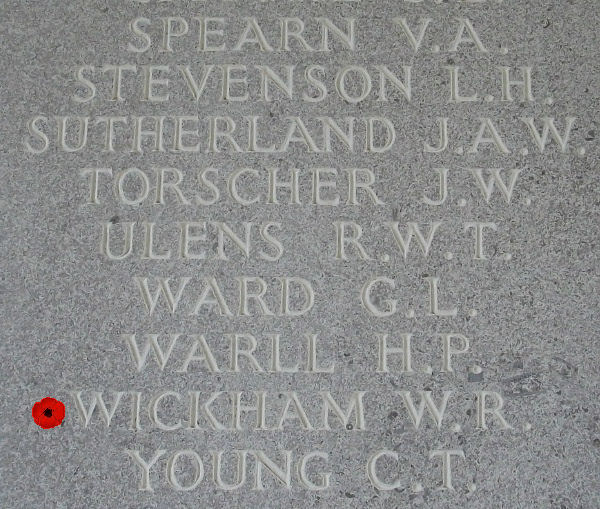 SPEARN V.A.
STEVENSON L.H.
SUTHERLAND J.A.W.
TORSCHER J.W.
ULENS R.W.T.
WARD G.L.
WARLL H.P.
WICKHAM W.R.
YOUNG C.T.